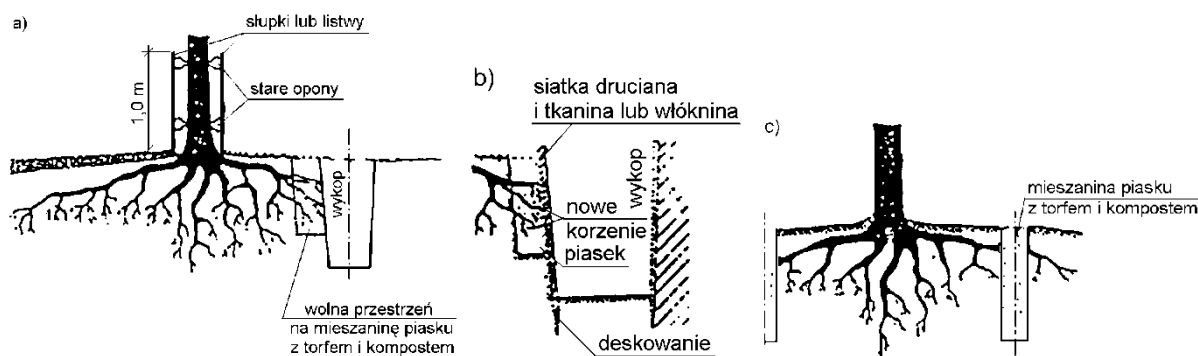 a)
słupki lub listwy
1,0 m
stare opony
wykop
wolna przestrzeń
na mieszaninę piasku
z torfem i kompostem
b)
siatka druciana
i tkanina lub włóknina
wykop
nowe
korzenie
piasek
deskowanie
c)
mieszanina piasku
z torfem i kompostem